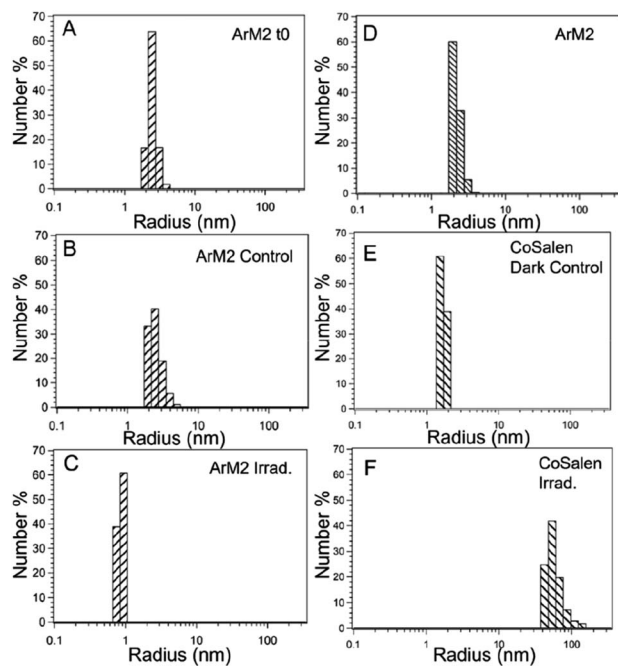 A
ArM2 t0
Number %
70
60
50
40
30
20
10
0
0.1 1 10 100
Radius (nm)
D
ArM2
Number %
70
60
50
40
30
20
10
0
0.1 1 10 100
Radius (nm)
B
ArM2 Control
Number %
70
60
50
40
30
20
10
0
0.1 1 10 100
Radius (nm)
E
CoSalen
Dark Control
Number %
70
60
50
40
30
20
10
0
0.1 1 10 100
Radius (nm)
C
ArM2 Irrad.
Number %
70
60
50
40
30
20
10
0
0.1 1 10 100
Radius (nm)
F
CoSalen
Irrad.
Number %
70
60
50
40
30
20
10
0
0.1 1 10 100
Radius (nm)